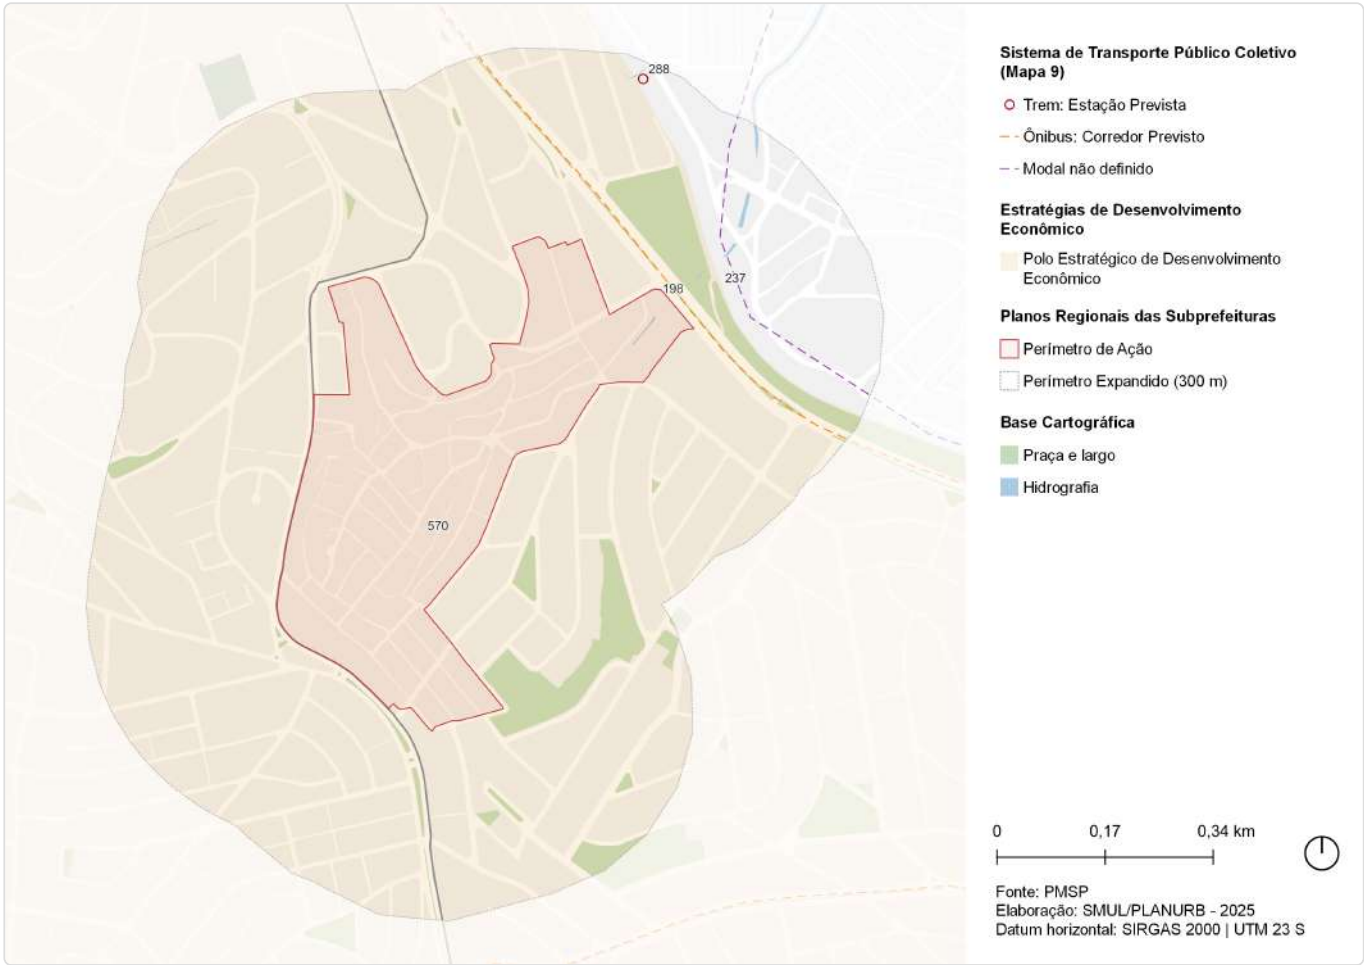 288
237
198
570
Sistema de Transporte Público Coletivo
(Mapa 9)
Trem: Estação Prevista
Ônibus: Corredor Previsto
Modal não definido
Estratégias de Desenvolvimento
Econômico
Polo Estratégico de Desenvolvimento
Econômico
Planos Regionais das Subprefeituras
Perímetro de Ação
Perímetro Expandido (300 m)
Base Cartográfica
Praça e largo
Hidrografia
0 0,17 0,34 km
Fonte: PMSP
Elaboração: SMUL/PLANURB - 2025
Datum horizontal: SIRGAS 2000 | UTM 23 S